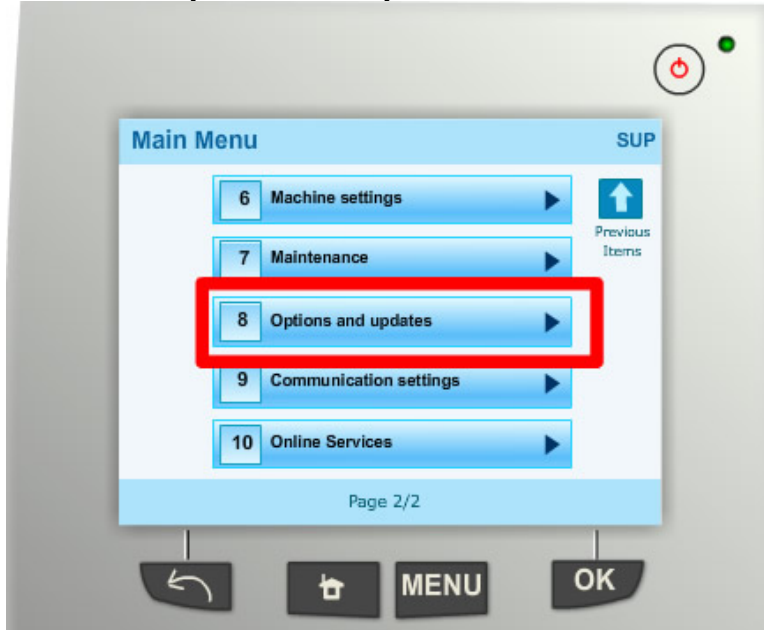 Main Menu
SUP
6 Machine settings
Previous
Items
7 Maintenance
8 Options and updates
9 Communication settings
10 Online Services
Page 2/2
MENU
OK